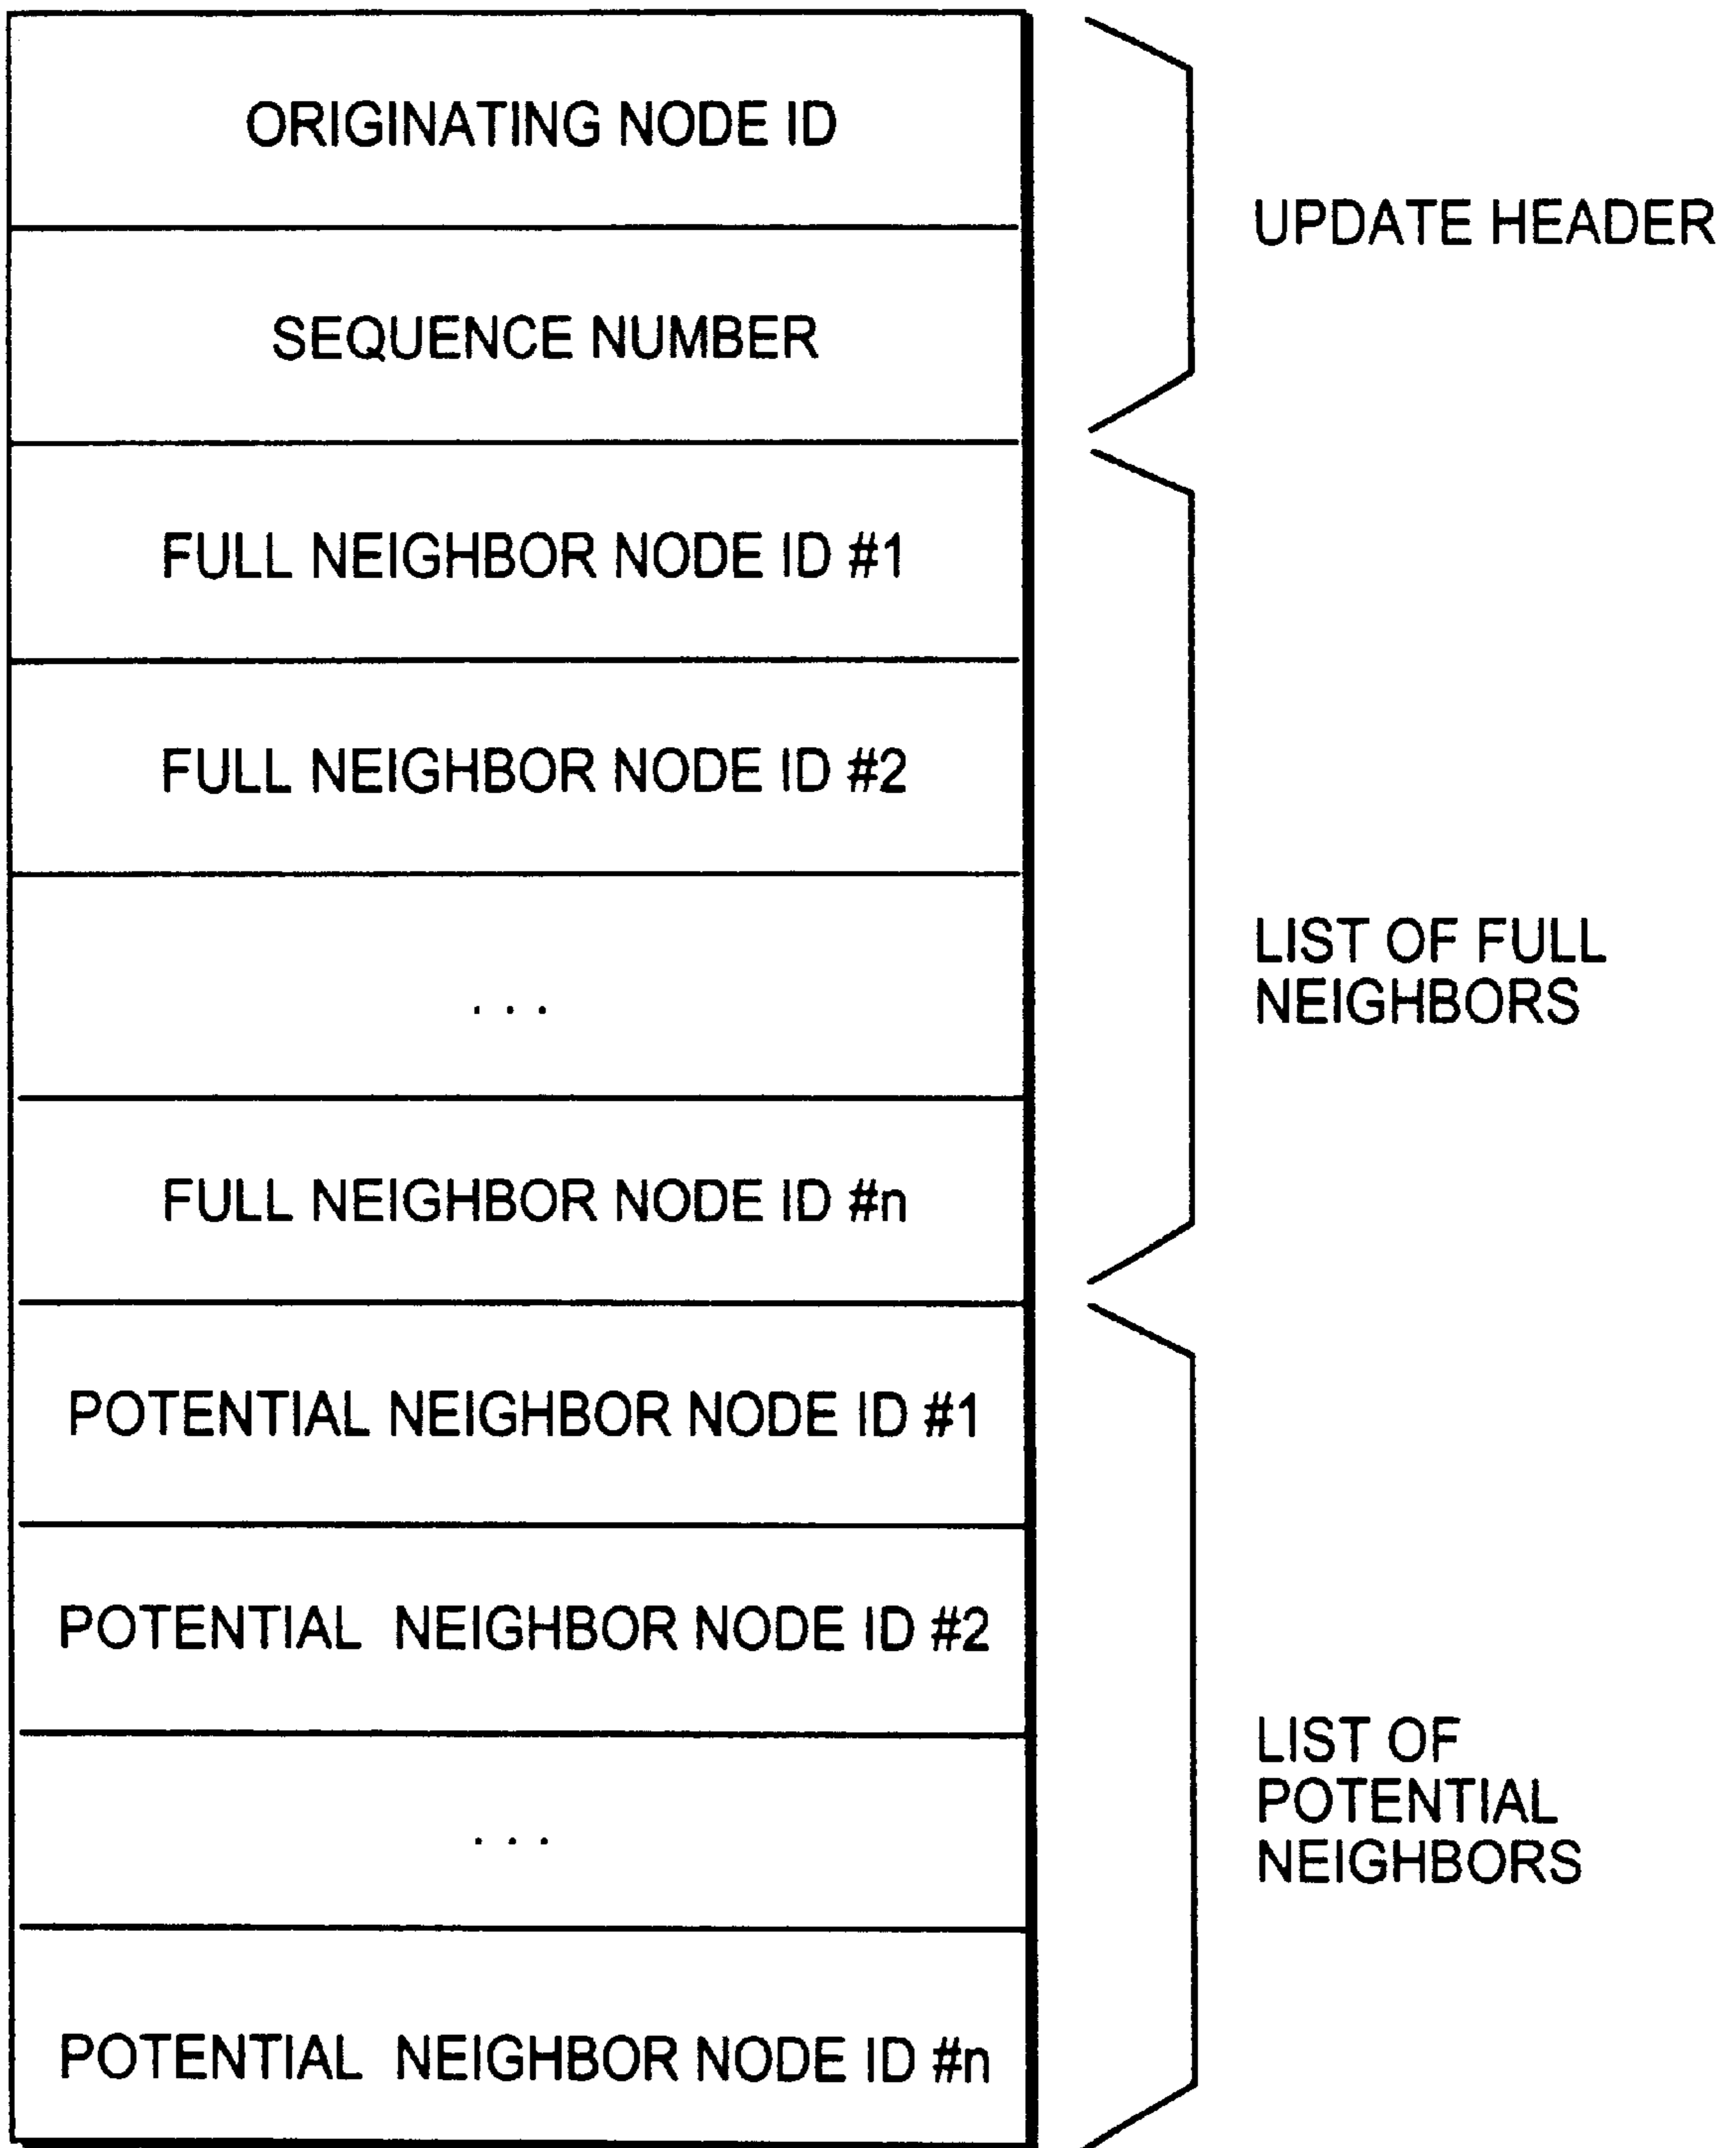 ORIGINATING NODE ID
UPDATE HEADER
SEQUENCE NUMBER
FULL NEIGHBOR NODE ID #1
FULL NEIGHBOR NODE ID #2
LIST OF FULL
NEIGHBORS
. . .
FULL NEIGHBOR NODE ID #n
POTENTIAL NEIGHBOR NODE ID #1
POTENTIAL NEIGHBOR NODE ID #2
LIST OF
POTENTIAL
NEIGHBORS
. . .
POTENTIAL NEIGHBOR NODE ID #n